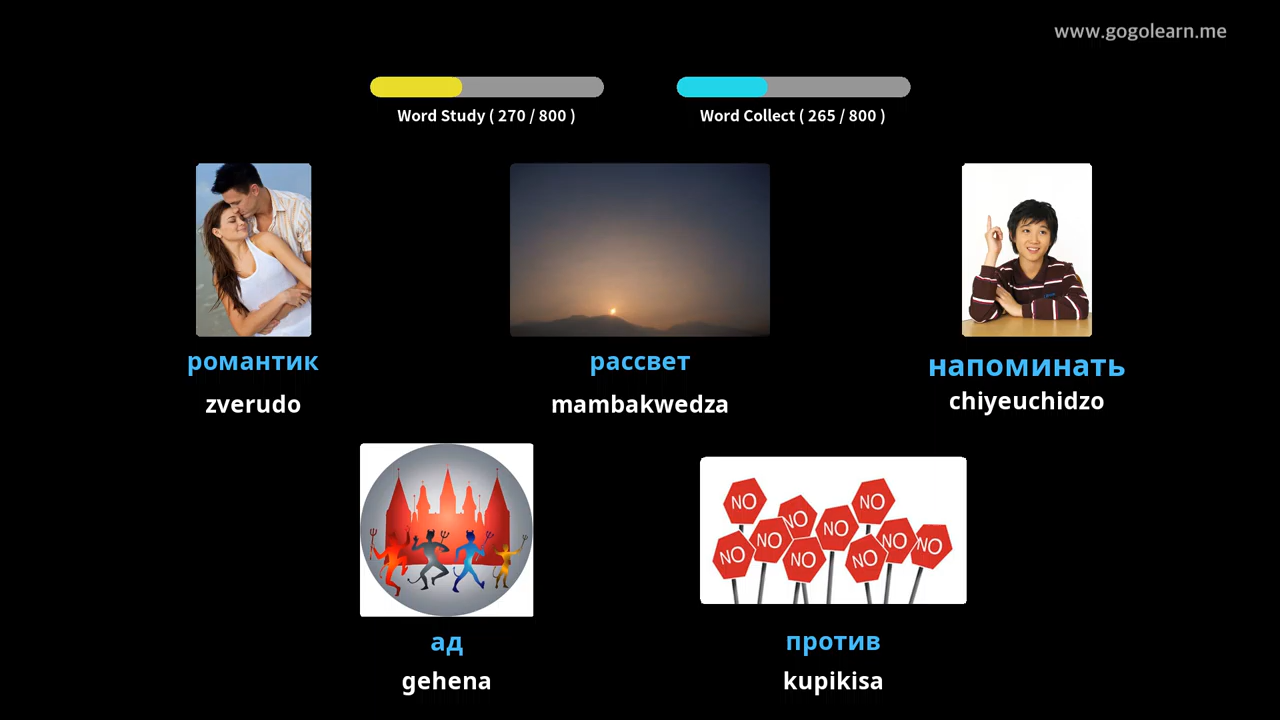 www.gogolearn.me
Word Study ( 270 / 800 )
Word Collect ( 265 / 800 )
романтик
zverudo
рассвет
mambakwedza
напоминать
chiyeuchidzo
NO
NO
NO
NO
NO
NO
NO
NO
NO
NO
ад
gehena
против
kupikisa